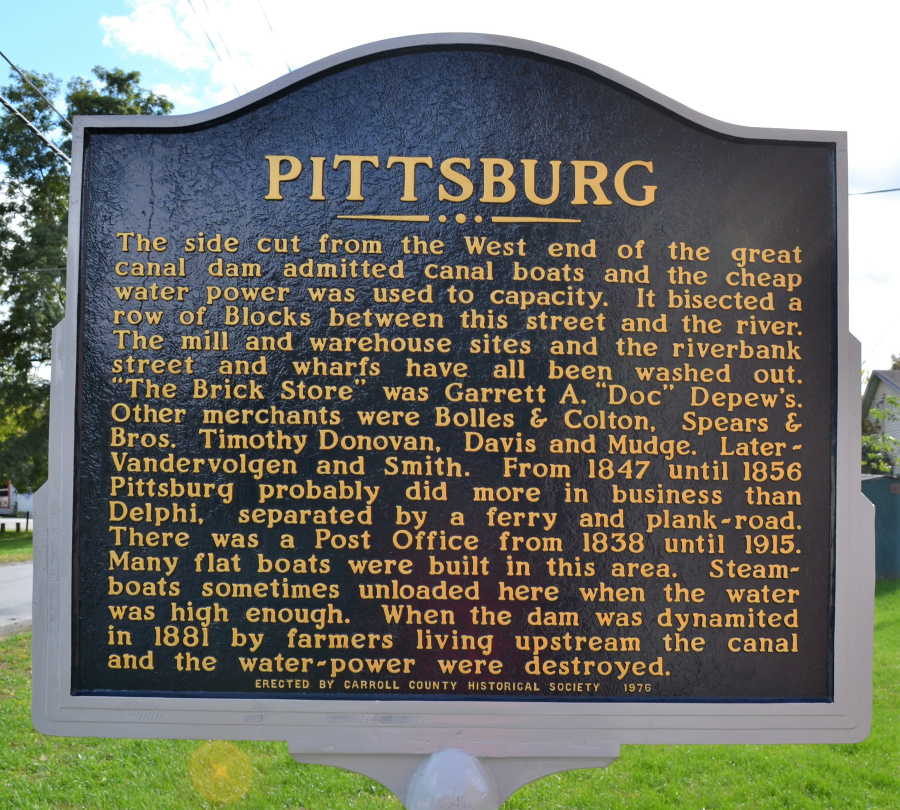 PITTSBURG
The side cut from the West end of the great
canal dam admitted canal boats and the cheap
water power was used to capacity. It bisected a
row of Blocks between this street and the river.
The mill and warehouse sites and the riverbank
street and wharfs have all been washed out.
“The Brick Store” was Garrett A. “Doc” Depew's.
Other merchants were Bolles & Colton, Spears &
Bros. Timothy Donovan, Davis and Mudge. Later-
Vandervolgen and Smith. From 1847 until 1856
Pittsburg probably did more in business than
Delphi, separated by a ferry and plank-road.
There was a Post Office from 1838 until 1915.
Many flat boats were built in this area. Steam-
boats sometimes unloaded here when the water
was high enough. When the dam was dynamited
in 1881 by farmers living upstream the canal
and the water-power were destroyed.
ERECTED BY CARROLL COUNTY HISTORICAL SOCIETY 1976